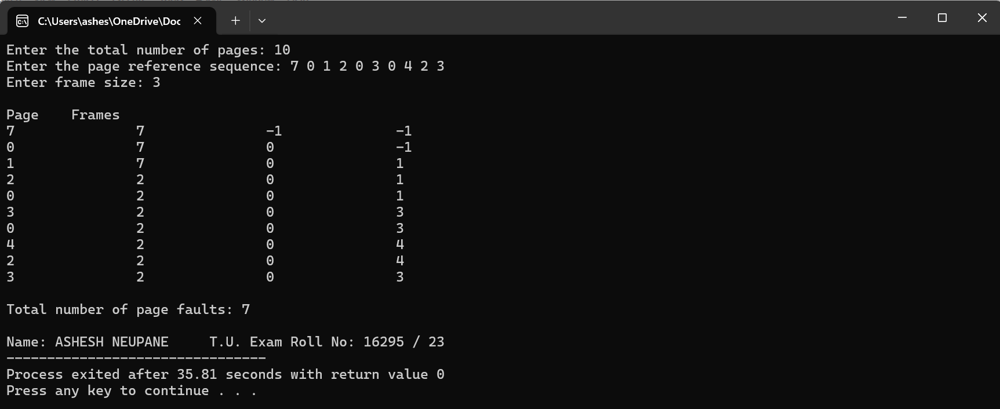 C:\Users\ashes\OneDrive\Doc
Enter the total number of pages: 10
Enter the page reference sequence: 7 0 1 2 0 3 0 4 2 3
Enter frame size: 3
Page Frames
7 7 -1 -1
0 7 0 -1
1 7 0 1
2 2 0 1
0 2 0 1
3 2 0 3
0 2 0 3
4 2 0 4
2 2 0 4
3 2 0 3
Total number of page faults: 7
Name: ASHESH NEUPANE T.U. Exam Roll No: 16295 / 23
--------------------------------
Process exited after 35.81 seconds with return value 0
Press any key to continue . . .